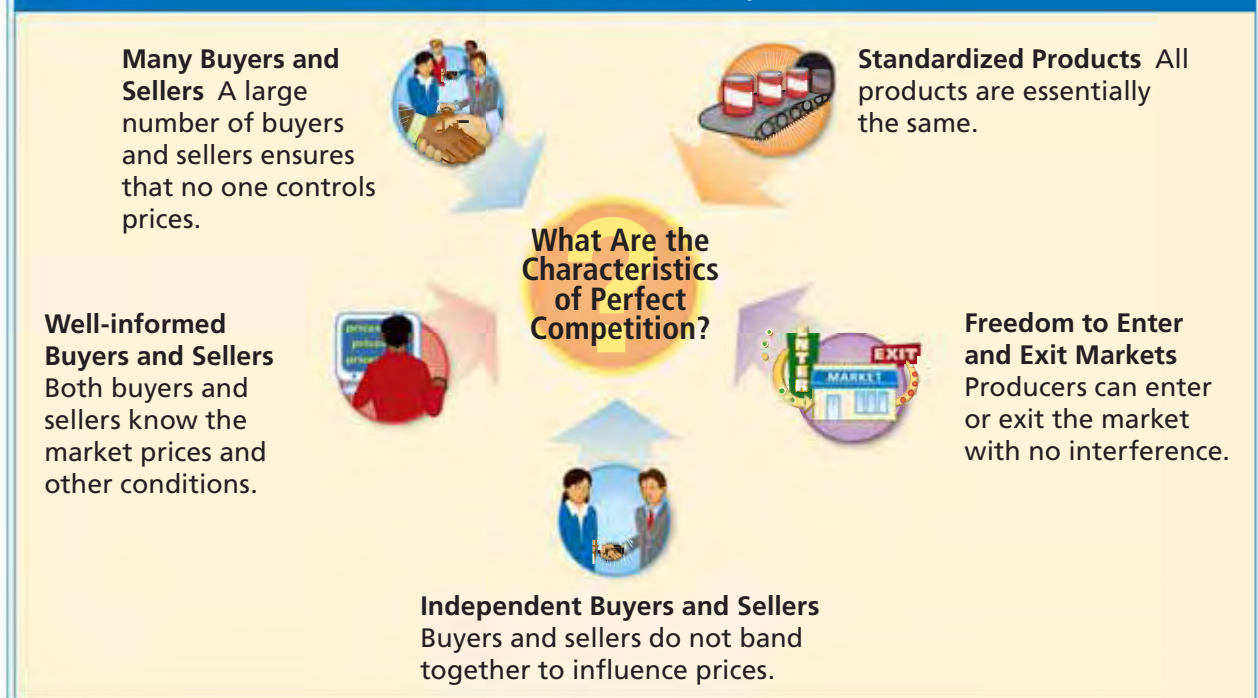 Many Buyers and
Sellers A large
number of buyers
and sellers ensures
that no one controls
prices.
Standardized Products All
products are essentially
the same.
What Are the
Characteristics
of Perfect
Competition?
Well-informed
Buyers and Sellers
Both buyers and
sellers know the
market prices and
other conditions.
prices
prices
prices
ENTER
EXIT
MARKET
Freedom to Enter
and Exit Markets
Producers can enter
or exit the market
with no interference.
Independent Buyers and Sellers
Buyers and sellers do not band
together to influence prices.